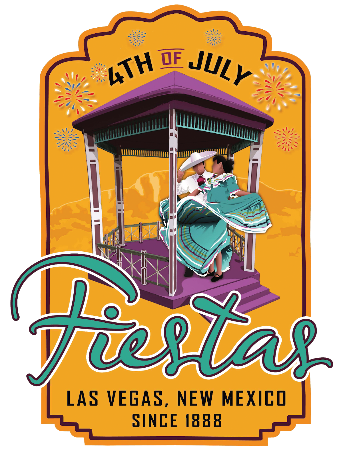 4TH OF JULY
Fiestas
LAS VEGAS, NEW MEXICO
SINCE 1888